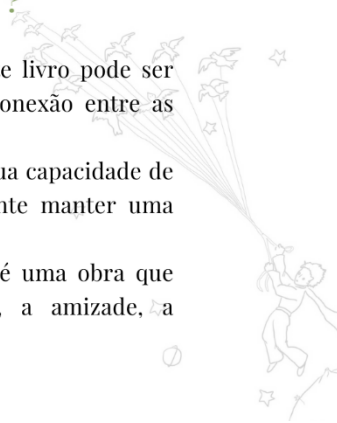 e livro pode ser
onexão entre as
ua capacidade de
nte manter uma
é uma obra que
, a amizade, a